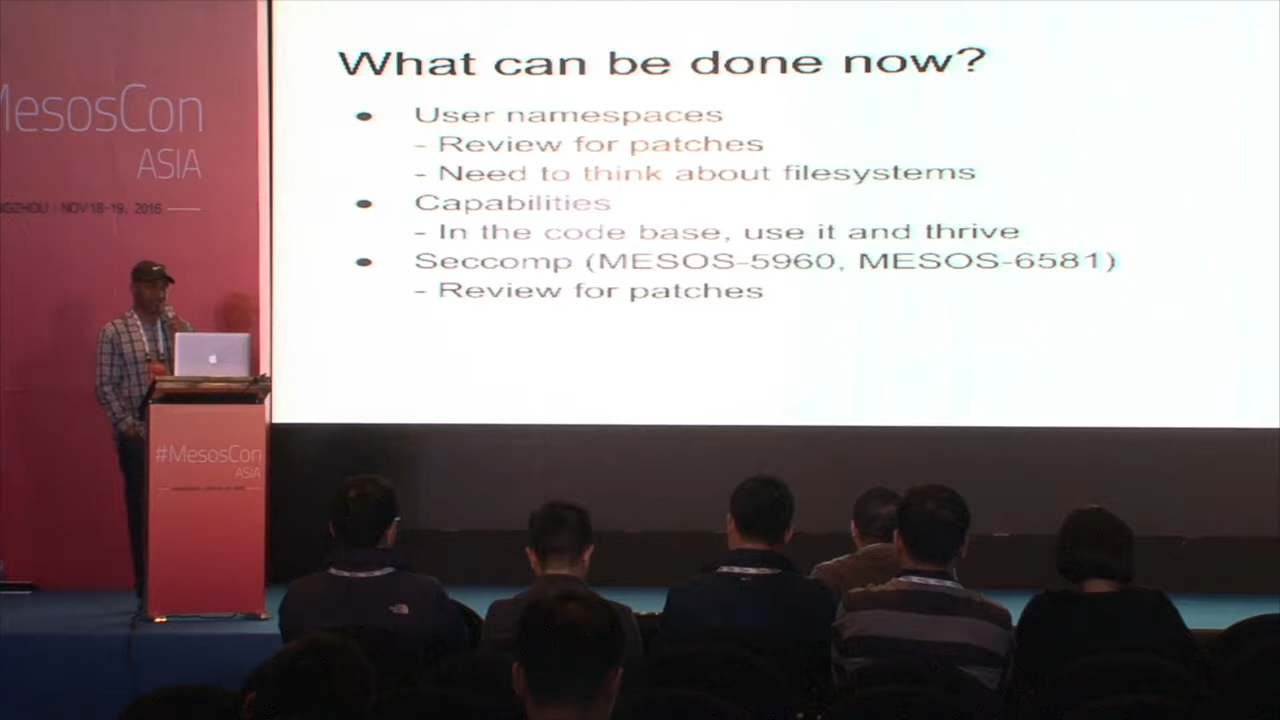 What can be done now?
• User namespaces
- Review for patches
- Need to think about filesystems
• Capabilities
- In the code base, use it and thrive
• Seccomp (MESOS-5960, MESOS-6581)
- Review for patches
MesosCon
ASIA
NGZHOU | NOV 18-19, 2016
#MesosCon
ASIA